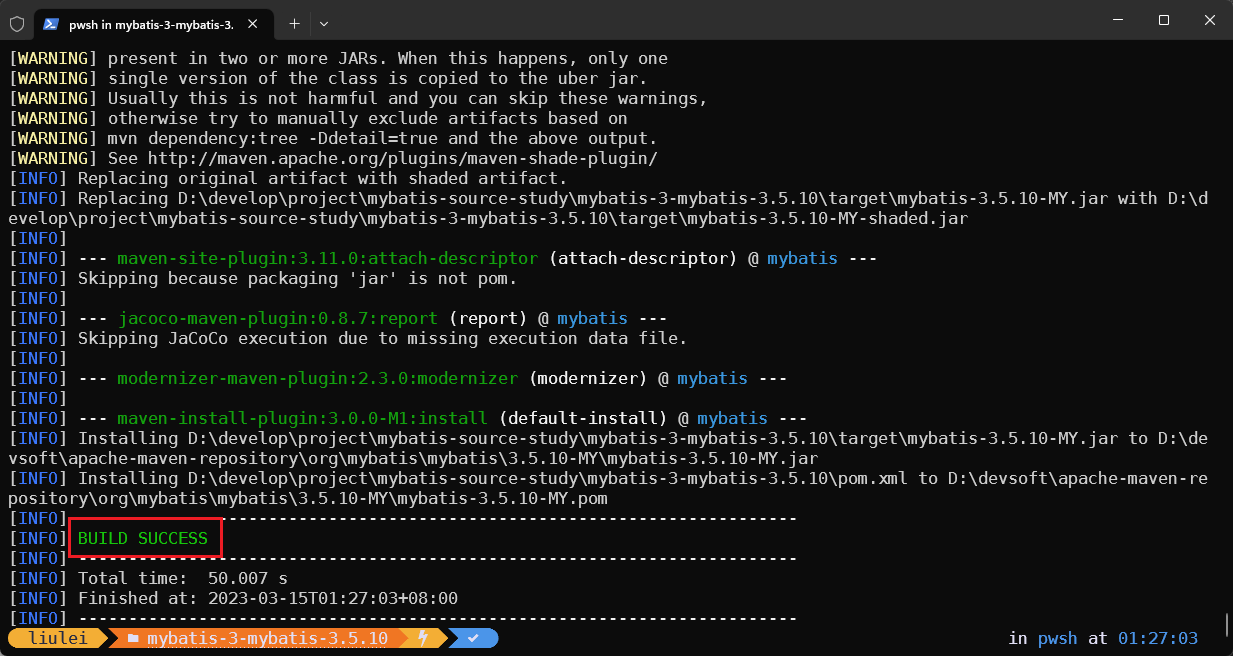 pwsh in mybatis-3-mybatis-3.
[WARNING] present in two or more JARs. When this happens, only one
[WARNING] single version of the class is copied to the uber jar.
[WARNING] Usually this is not harmful and you can skip these warnings,
[WARNING] otherwise try to manually exclude artifacts based on
[WARNING] mvn dependency:tree -Ddetail=true and the above output.
[WARNING] See http://maven.apache.org/plugins/maven-shade-plugin/
[INFO] Replacing original artifact with shaded artifact.
[INFO] Replacing D:\develop\project\mybatis-source-study\mybatis-3-mybatis-3.5.10\target\mybatis-3.5.10-MY.jar with D:\d
evelop\project\mybatis-source-study\mybatis-3-mybatis-3.5.10\target\mybatis-3.5.10-MY-shaded.jar
[INFO]
[INFO] --- maven-site-plugin:3.11.0:attach-descriptor (attach-descriptor) @ mybatis ---
[INFO] Skipping because packaging 'jar' is not pom.
[INFO]
[INFO] --- jacoco-maven-plugin:0.8.7:report (report) @ mybatis ---
[INFO] Skipping JaCoCo execution due to missing execution data file.
[INFO]
[INFO] --- modernizer-maven-plugin:2.3.0:modernizer (modernizer) @ mybatis ---
[INFO]
[INFO] --- maven-install-plugin:3.0.0-M1:install (default-install) @ mybatis ---
[INFO] Installing D:\develop\project\mybatis-source-study\mybatis-3-mybatis-3.5.10\target\mybatis-3.5.10-MY.jar to D:\de
vsoft\apache-maven-repository\org\mybatis\mybatis\3.5.10-MY\mybatis-3.5.10-MY.jar
[INFO] Installing D:\develop\project\mybatis-source-study\mybatis-3-mybatis-3.5.10\pom.xml to D:\devsoft\apache-maven-re
pository\org\mybatis\mybatis\3.5.10-MY\mybatis-3.5.10-MY.pom
[INFO] ------------------------------------------------------------------------
[INFO] BUILD SUCCESS
[INFO] ------------------------------------------------------------------------
[INFO] Total time:  50.007 s
[INFO] Finished at: 2023-03-15T01:27:03+08:00
[INFO] ------------------------------------------------------------------------
liulei mybatis-3-mybatis-3.5.10 in pwsh at 01:27:03